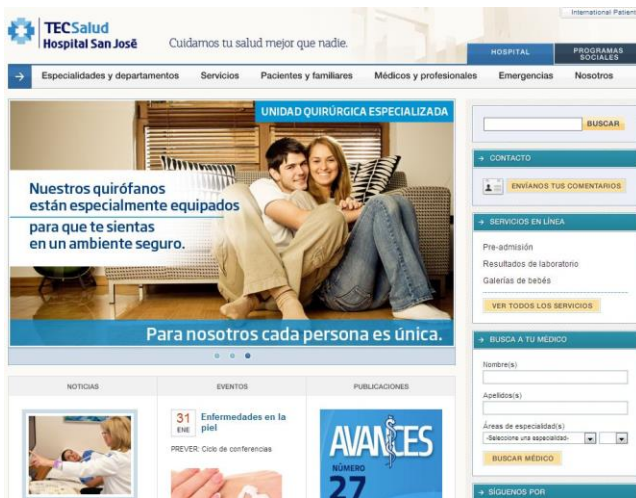 International Patient
TECSalud
Hospital San José
Cuidamos tu salud mejor que nadie.
HOSPITAL
PROGRAMAS
SOCIALES
Especialidades y departamentos
Servicios
Pacientes y familiares
Médicos y profesionales
Emergencias
Nosotros
UNIDAD QUIRÚRGICA ESPECIALIZADA
Nuestros quirófanos
están especialmente equipados
para que te sientas
en un ambiente seguro.
Para nosotros cada persona es única.
BUSCAR
CONTACTO
ENVÍANOS TUS COMENTARIOS
SERVICIOS EN LÍNEA
Pre-admisión
Resultados de laboratorio
Galerías de bebés
VER TODOS LOS SERVICIOS
BUSCA A TU MÉDICO
Nombre(s)
Apellidos(s)
Áreas de especialidad(s)
-Seleccione una especialidad-
BUSCAR MÉDICO
SÍGUENOS POR
NOTICIAS
EVENTOS
PUBLICACIONES
31
ENE
Enfermedades en la
piel
PREVER: Ciclo de conferencias
AVANCES
NÚMERO
27